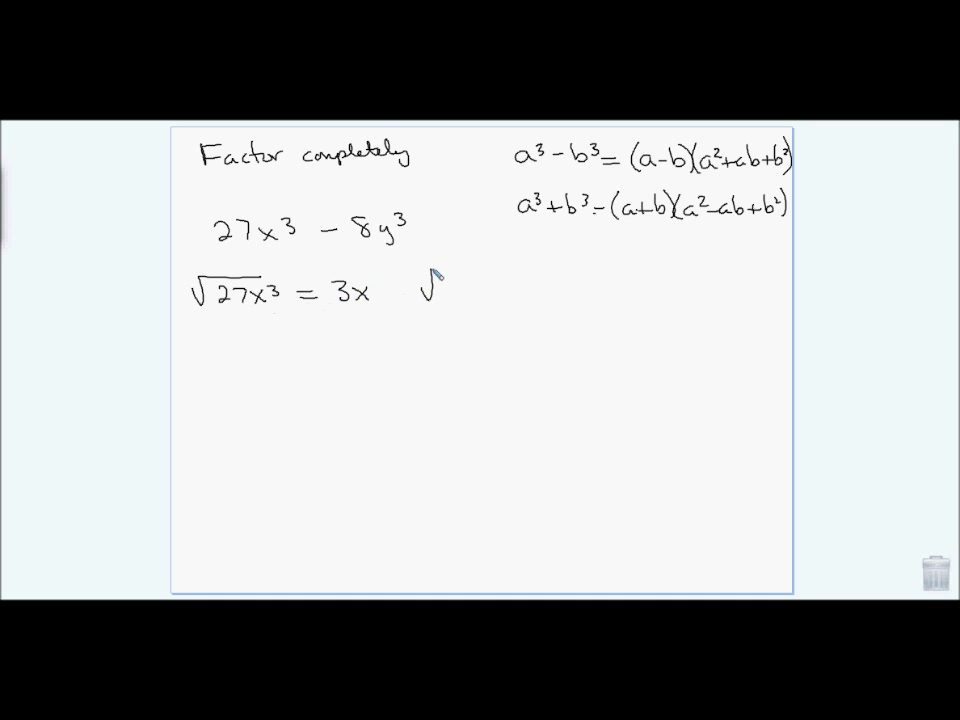 Factor completely
a³ - b³ = (a-b)(a²+ab+b²)
a³ + b³ - (a+b)(a²-ab+b²)
27x³ - 8y³
√27x³ = 3x √